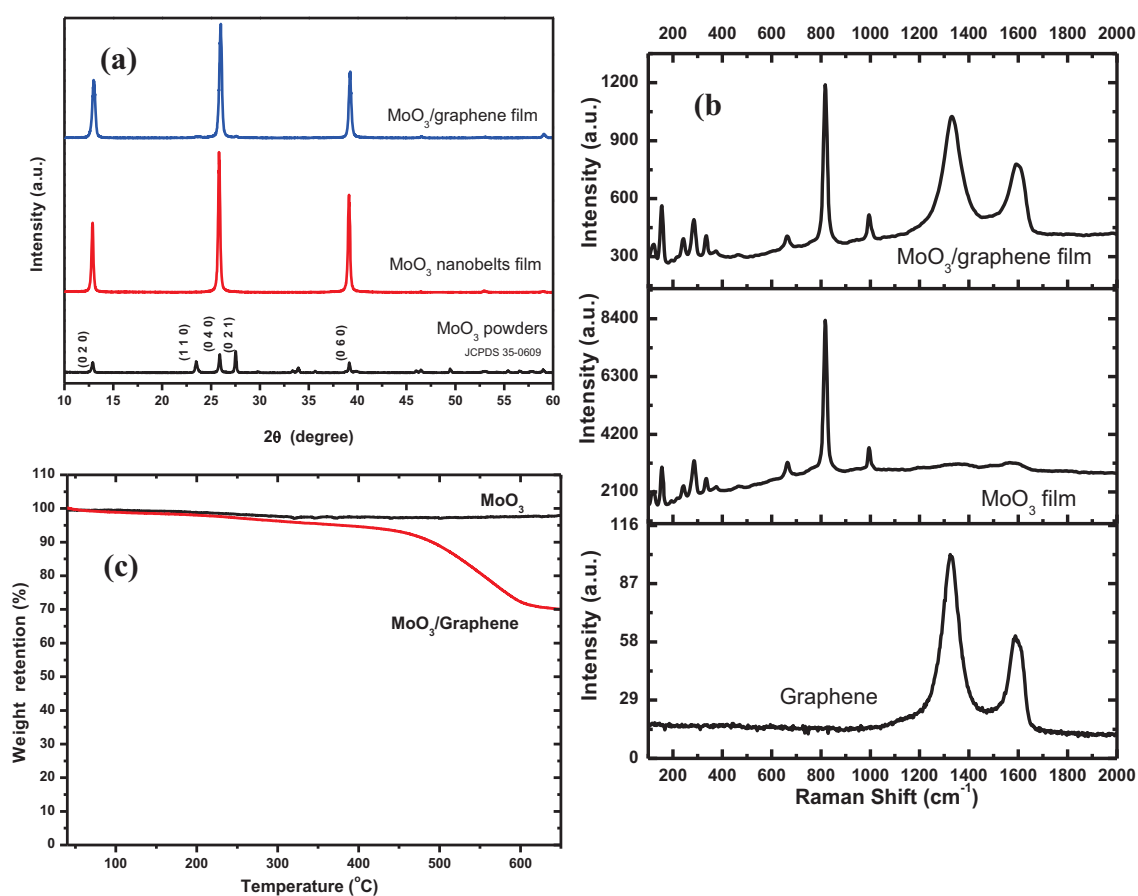 (a)
MoO3/graphene film
MoO3 nanobelts film
MoO3 powders
JCPDS 35-0609
(0 2 0)
(1 1 0)
(0 4 0)
(0 2 1)
(0 6 0)
Intensity (a.u.)
10 15 20 25 30 35 40 45 50 55 60
2θ (degree)
200 400 600 800 1000 1200 1400 1600 1800 2000
(b)
1200
900
600
300
Intensity (a.u.)
MoO3/graphene film
8400
6300
4200
2100
Intensity (a.u.)
MoO3 film
116
87
58
29
0
Intensity (a.u.)
Graphene
200 400 600 800 1000 1200 1400 1600 1800 2000
Raman Shift (cm-1)
110
100
90
80
70
60
50
40
30
20
10
0
Weight retention (%)
MoO3
(c)
MoO3/Graphene
100 200 300 400 500 600
Temperature (oC)